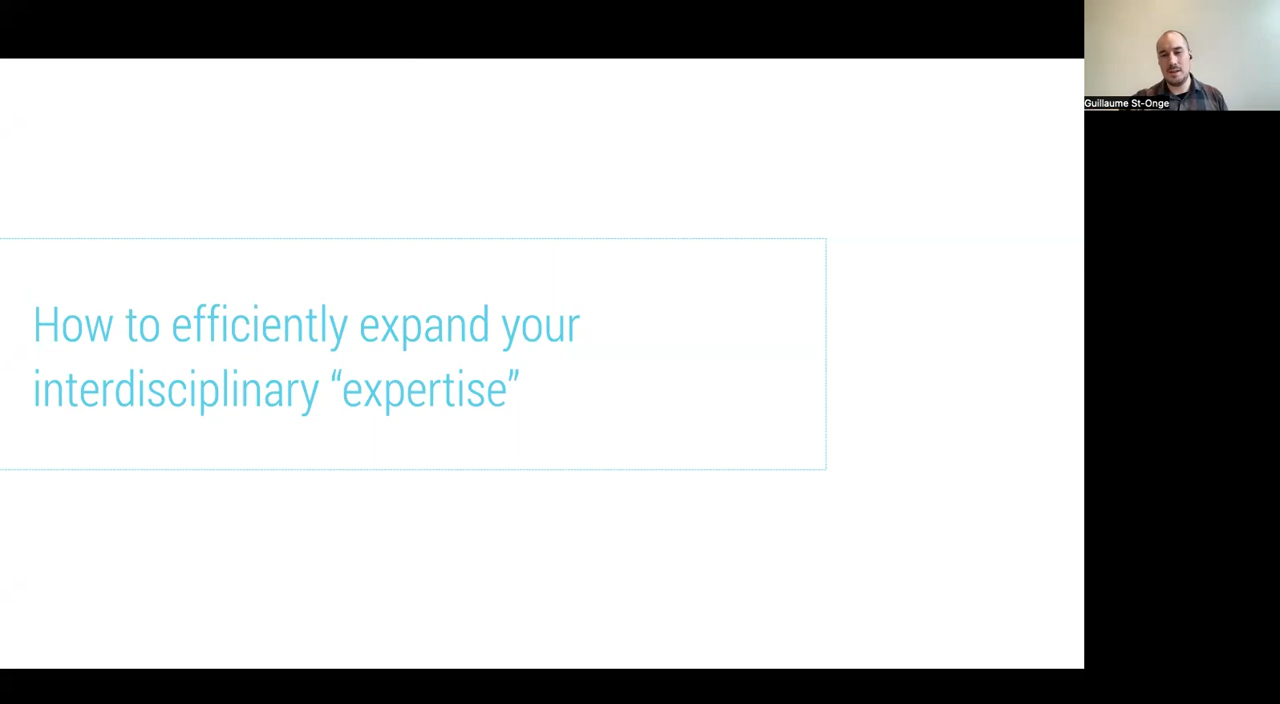 Guillaume St-Onge
How to efficiently expand your
interdisciplinary “expertise”